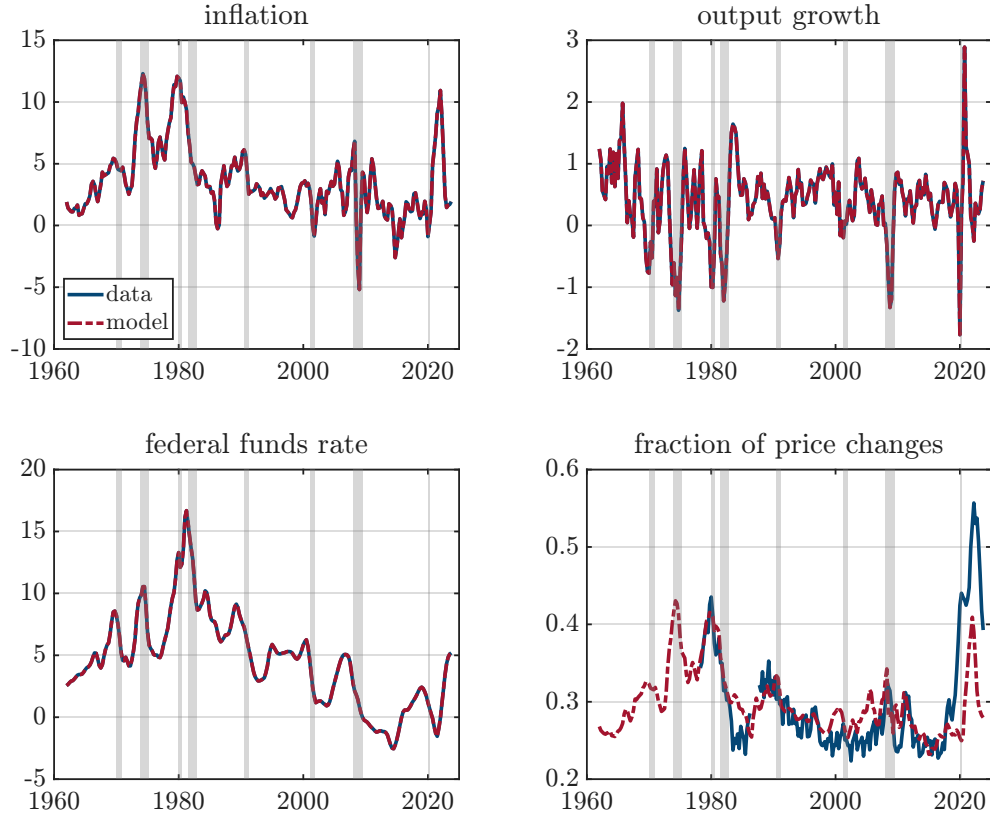 inflation
15
10
5
0
-5
-10
data
model
1960 1980 2000 2020
output growth
3
2
1
0
-1
-2
1960 1980 2000 2020
federal funds rate
20
15
10
5
0
-5
1960 1980 2000 2020
fraction of price changes
0.6
0.5
0.4
0.3
0.2
1960 1980 2000 2020